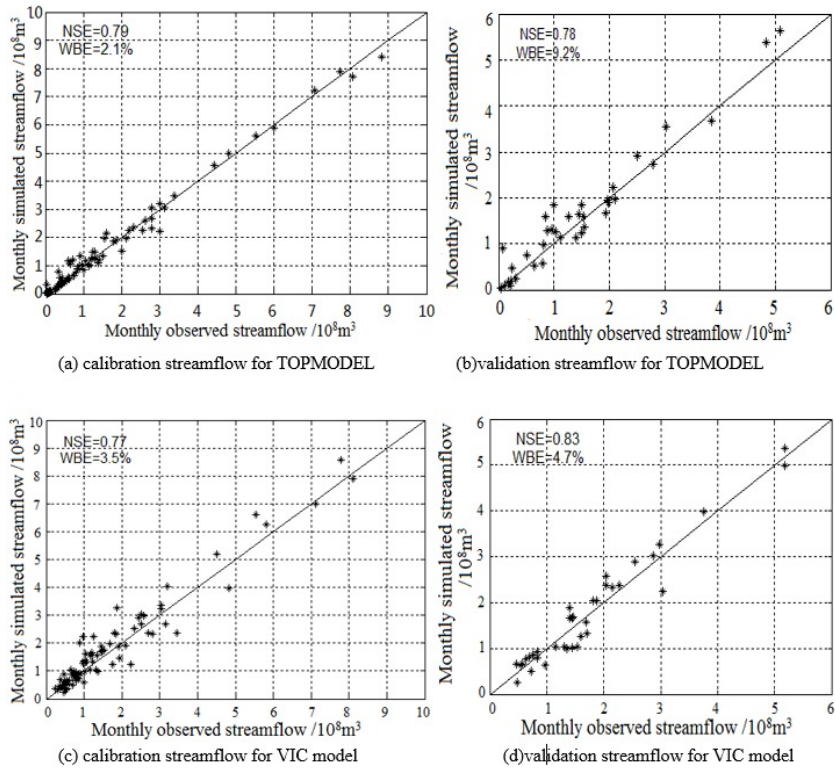 NSE=0.79
WBE=2.1%
Monthly simulated streamflow /10⁸m³
10
9
8
7
6
5
4
3
2
1
0
0 1 2 3 4 5 6 7 8 9 10
Monthly observed streamflow /10⁸m³
(a) calibration streamflow for TOPMODEL
NSE=0.78
WBE=9.2%
Monthly simulated streamflow
/10⁸m³
6
5
4
3
2
1
0
0 1 2 3 4 5 6
Monthly observed streamflow /10⁸m³
(b)validation streamflow for TOPMODEL
NSE=0.77
WBE=3.5%
Monthly simulated streamflow /10⁸m³
10
9
8
7
6
5
4
3
2
1
0
0 1 2 3 4 5 6 7 8 9 10
Monthly observed streamflow /10⁸m³
(c) calibration streamflow for VIC model
NSE=0.83
WBE=4.7%
Monthly simulated streamflow
/10⁸m³
6
5
4
3
2
1
0
0 1 2 3 4 5 6
Monthly observed streamflow /10⁸m³
(d)validation streamflow for VIC model